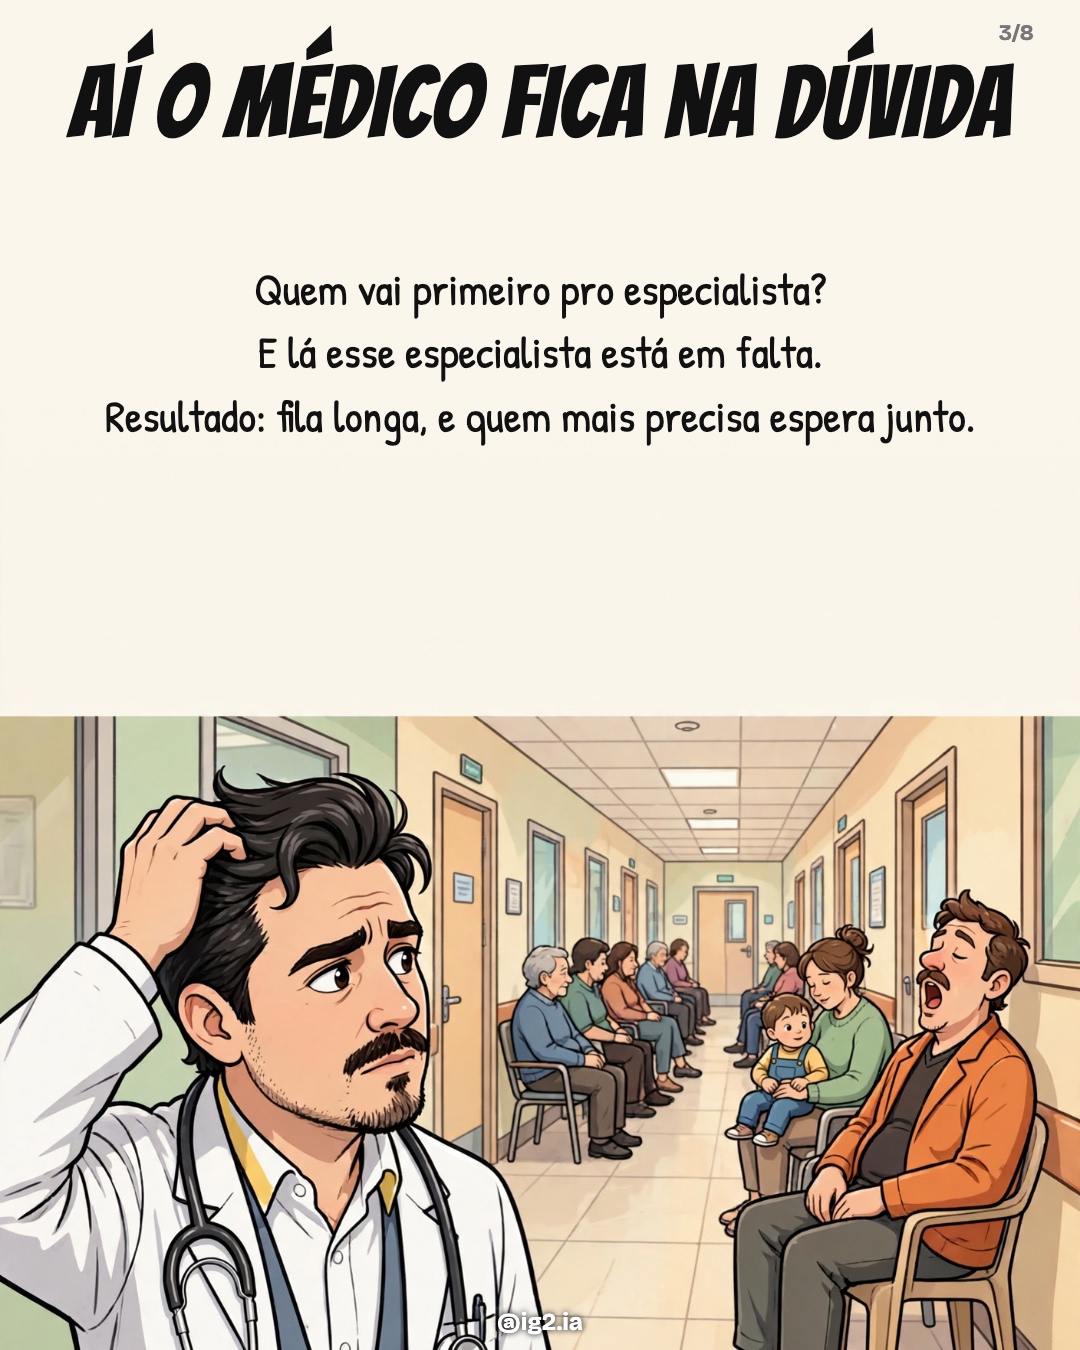 3/8
AÍ O MÉDICO FICA NA DÚVIDA
Quem vai primeiro pro especialista?
E lá esse especialista está em falta.
Resultado: fila longa, e quem mais precisa espera junto.
@ig2.ia